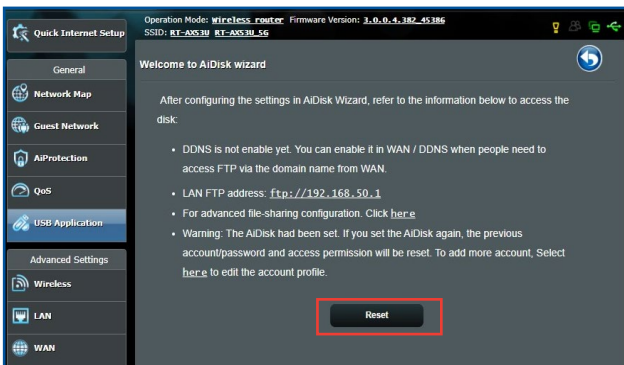 Operation Mode: Wireless router Firmware Version: 3.0.0.4.382_45386
SSID: RT-AX53U RT-AX53U_5G
Quick Internet Setup
General
Network Map
Guest Network
AiProtection
QoS
USB Application
Advanced Settings
Wireless
LAN
WAN
Welcome to AiDisk wizard
After configuring the settings in AiDisk Wizard, refer to the information below to access the
disk:
• DDNS is not enable yet. You can enable it in WAN / DDNS when people need to
access FTP via the domain name from WAN.
• LAN FTP address: ftp://192.168.50.1
• For advanced file-sharing configuration. Click here
• Warning: The AiDisk had been set. If you set the AiDisk again, the previous
account/password and access permission will be reset. To add more account, Select
here to edit the account profile.
Reset